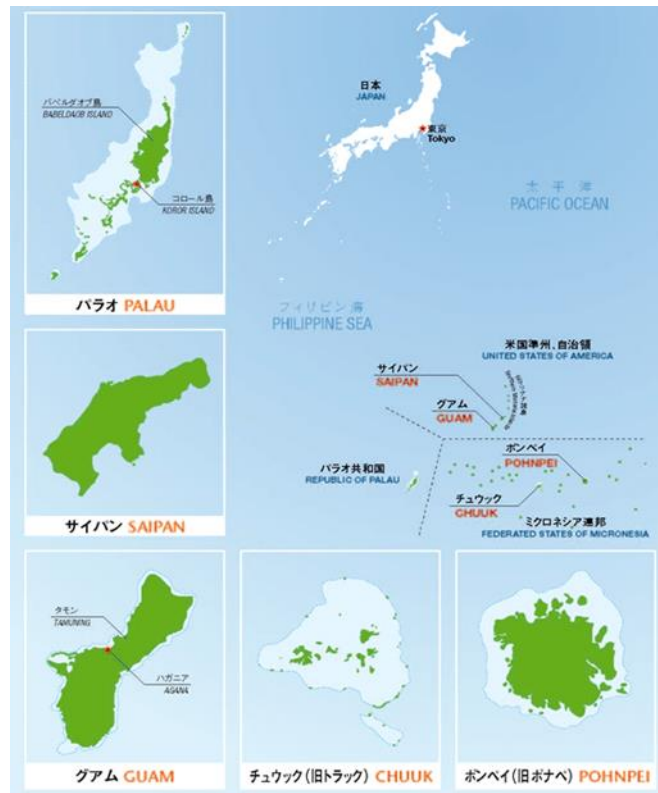 バベルダオブ島
BABELDAOB ISLAND
コロール島
KOROR ISLAND
パラオ PALAU
日本
JAPAN
東京
Tokyo
太平洋
PACIFIC OCEAN
フィリピン海
PHILIPPINE SEA
米国準州、自治領
UNITED STATES OF AMERICA
サイパン
SAIPAN
グアム
GUAM
Northern Mariana Islands
パラオ共和国
REPUBLIC OF PALAU
ポンペイ
POHNPEI
チュウック
CHUUK
ミクロネシア連邦
FEDERATED STATES OF MICRONESIA
サイパン SAIPAN
タモン
TAMUNING
ハガニア
AGANA
グアム GUAM
チュウック(旧トラック) CHUUK
ポンペイ(旧ポナペ) POHNPEI